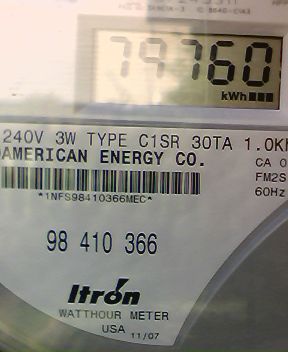 79760
kWh
240V 3W TYPE C1SR 30TA 1.0K
AMERICAN ENERGY CO.
CA 0
FM2S
60Hz
*1NFS98410366MEC*
98 410 366
Itron
WATTHOUR METER
USA 11/07